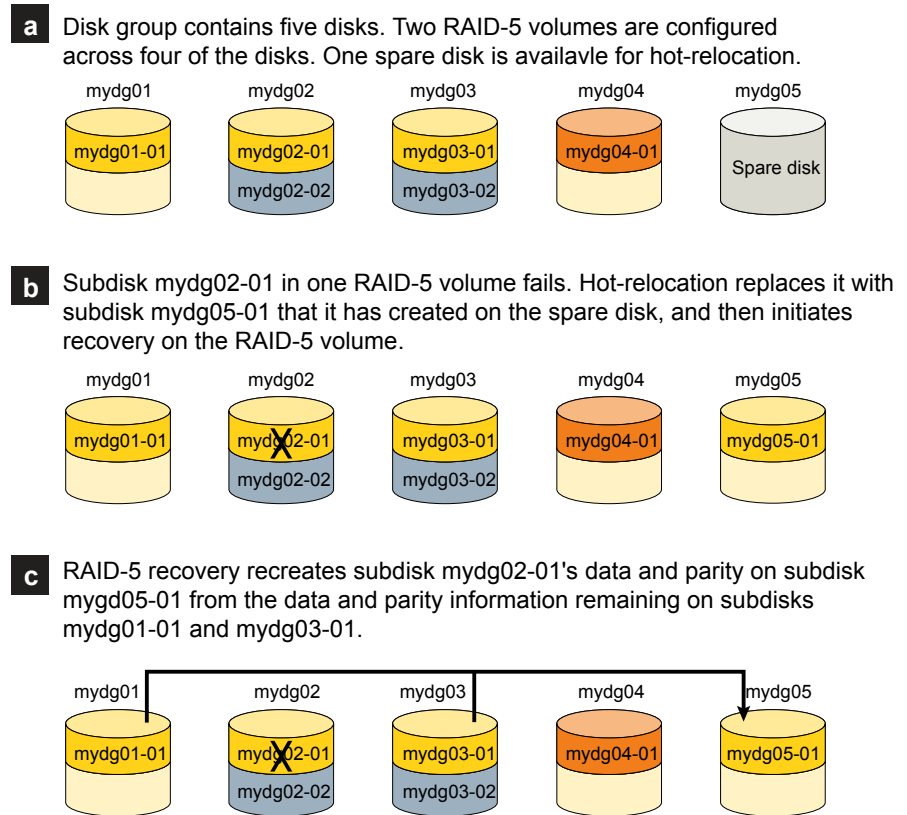 a
Disk group contains five disks. Two RAID-5 volumes are configured
across four of the disks. One spare disk is availavle for hot-relocation.
mydg01 mydg02 mydg03 mydg04 mydg05
mydg01-01 mydg02-01 mydg03-01 mydg04-01
Spare disk
mydg02-02 mydg03-02
b
Subdisk mydg02-01 in one RAID-5 volume fails. Hot-relocation replaces it with
subdisk mydg05-01 that it has created on the spare disk, and then initiates
recovery on the RAID-5 volume.
mydg01 mydg02 mydg03 mydg04 mydg05
mydg01-01 mydg02-01 mydg03-01 mydg04-01 mydg05-01
X
mydg02-02 mydg03-02
c
RAID-5 recovery recreates subdisk mydg02-01's data and parity on subdisk
mygd05-01 from the data and parity information remaining on subdisks
mydg01-01 and mydg03-01.
mydg01 mydg02 mydg03 mydg04 mydg05
mydg01-01 mydg02-01 mydg03-01 mydg04-01 mydg05-01
X
mydg02-02 mydg03-02